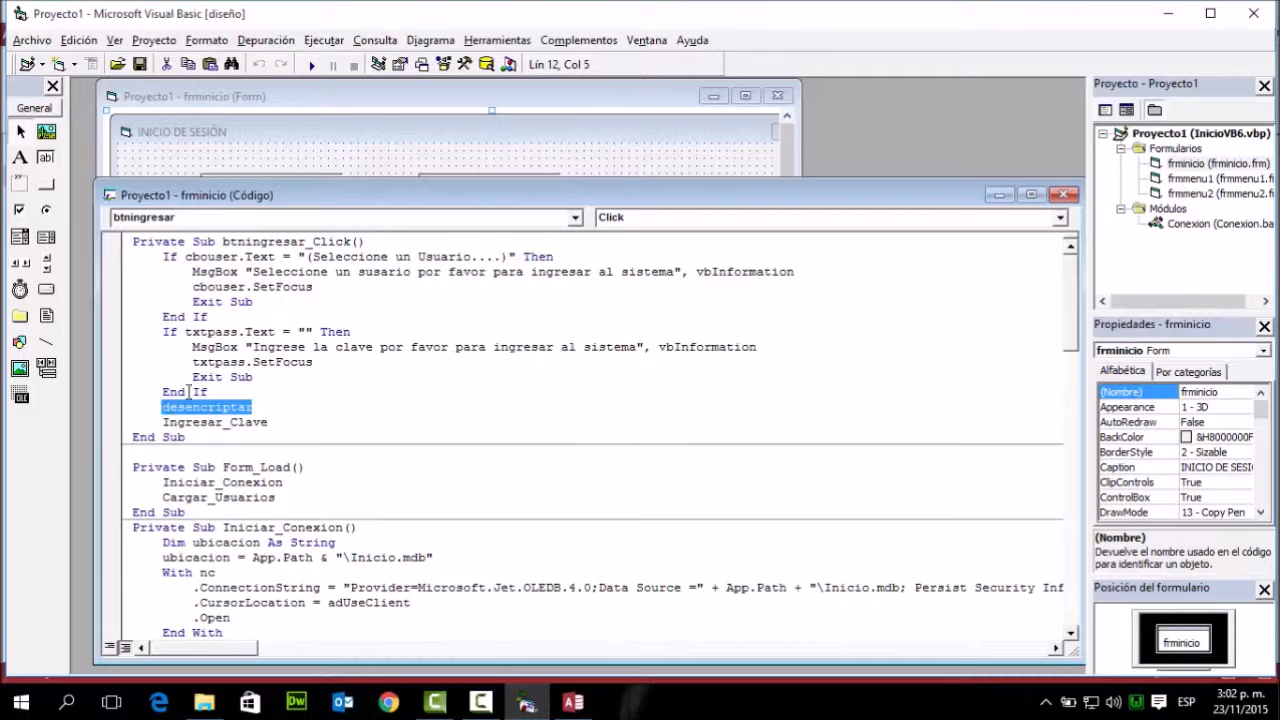 Proyecto1 - Microsoft Visual Basic [diseño]
Archivo Edición Ver Proyecto Formato Depuración Ejecutar Consulta Diagrama Herramientas Complementos Ventana Ayuda
Lín 12, Col 5
General
Proyecto1 - frminicio (Form)
INICIO DE SESIÓN
Proyecto1 - frminicio (Código)
btningresar Click
Private Sub btningresar_Click()
If cbouser.Text = "(Seleccione un Usuario....)" Then
MsgBox "Seleccione un susario por favor para ingresar al sistema", vbInformation
cbouser.SetFocus
Exit Sub
End If
If txtpass.Text = "" Then
MsgBox "Ingrese la clave por favor para ingresar al sistema", vbInformation
txtpass.SetFocus
Exit Sub
End If
desencriptar
Ingresar_Clave
End Sub
Private Sub Form_Load()
Iniciar_Conexion
Cargar_Usuarios
End Sub
Private Sub Iniciar_Conexion()
Dim ubicacion As String
ubicacion = App.Path & "\Inicio.mdb"
With nc
.ConnectionString = "Provider=Microsoft.Jet.OLEDB.4.0;Data Source =" + App.Path + "\Inicio.mdb; Persist Security Inf
.CursorLocation = adUseClient
.Open
End With
Proyecto - Proyecto1
Proyecto1 (InicioVB6.vbp)
Formularios
frminicio (frminicio.frm)
frmmenu1 (frmmenu1.f
frmmenu2 (frmmenu2.f
Módulos
Conexion (Conexion.ba
Propiedades - frminicio
frminicio Form
Alfabética Por categorías
(Nombre) frminicio
Appearance 1 - 3D
AutoRedraw False
BackColor &H8000000F
BorderStyle 2 - Sizable
Caption INICIO DE SESI
ClipControls True
ControlBox True
DrawMode 13 - Copy Pen
(Nombre)
Devuelve el nombre usado en el código
para identificar un objeto.
Posición del formulario
frminicio
OLE
Dw
ESP
3:02 p. m.
23/11/2015